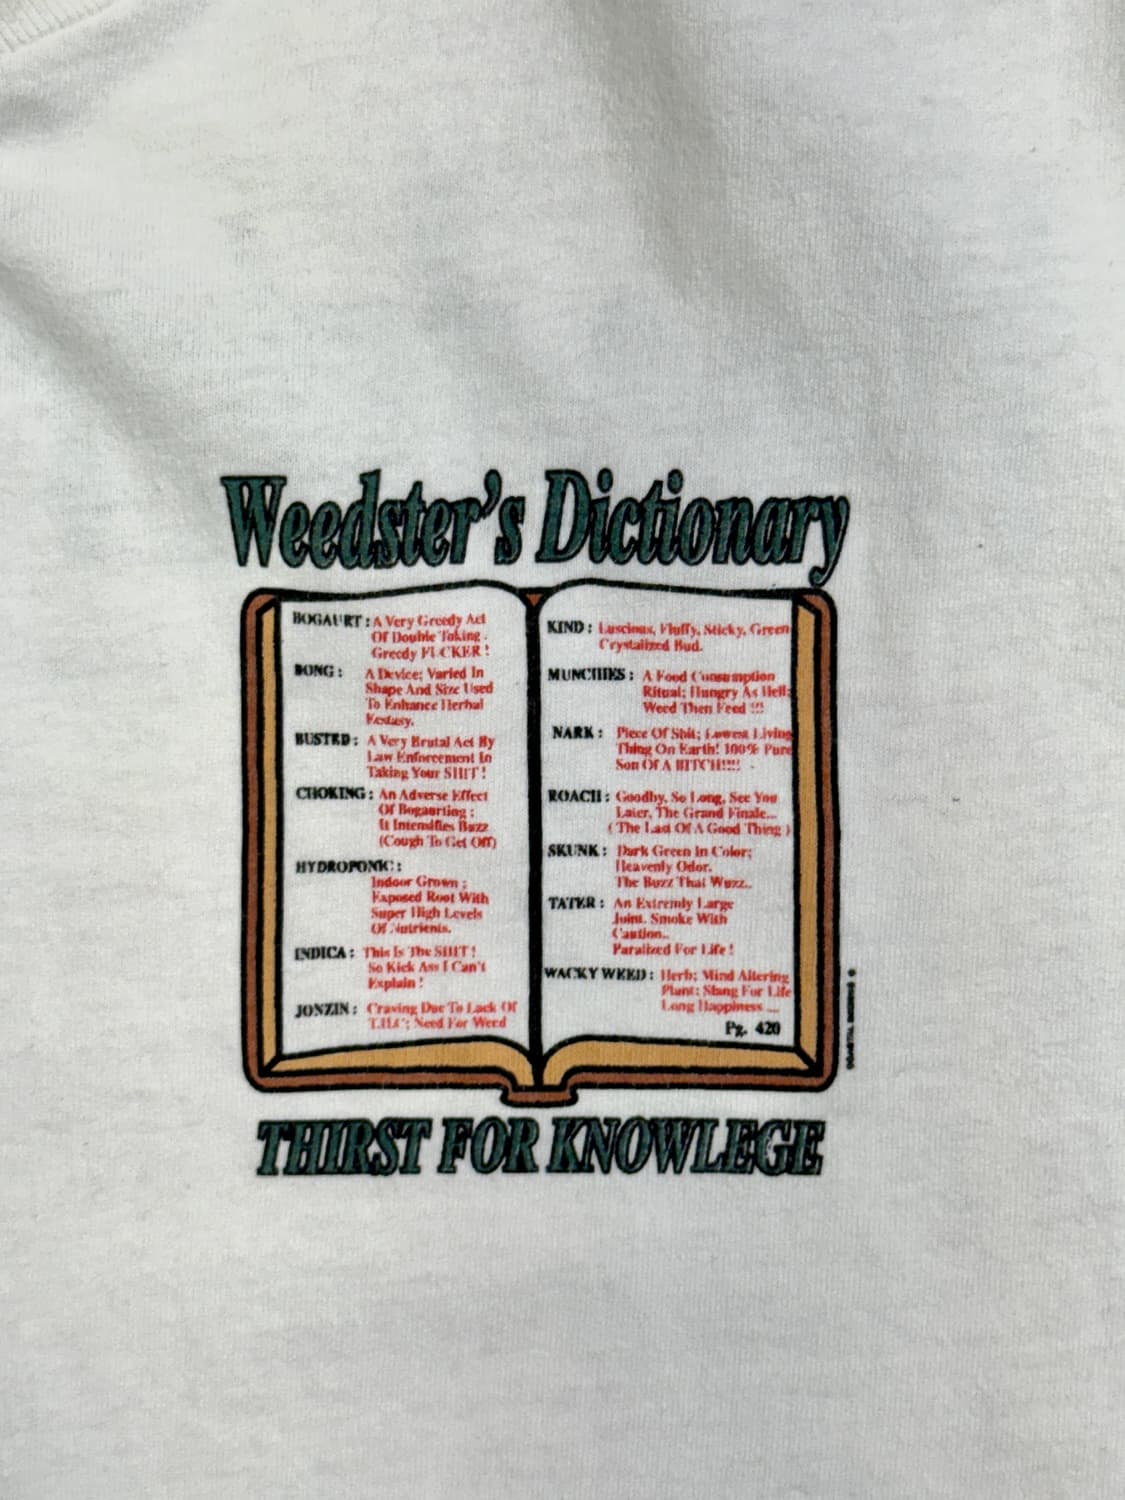 Weedster's Dictionary
BOGAURT : A Very Greedy Act
Of Double Toking .
Greedy FUCKER !
BONG : A Device; Varied In
Shape And Size Used
To Enhance Herbal
Ecstasy.
BUSTED : A Very Brutal Act By
Law Enforcement In
Taking Your SHIT !
CHOKING : An Adverse Effect
Of Bogaurting ;
It Intensifies Buzz
(Cough To Get Off)
HYDROPONIC :
Indoor Grown ;
Exposed Root With
Super High Levels
Of Nutrients.
INDICA : This Is The SHIT !
So Kick Ass I Can't
Explain !
JONZIN : Craving Due To Lack Of
T.H.C; Need For Weed
KIND : Luscious, Fluffy, Sticky, Green
Crystalized Bud.
MUNCHIES : A Food Consumption
Ritual; Hungry As Hell;
Weed Then Feed !!!
NARK : Piece Of Shit; Lowest Living
Thing On Earth! 100% Pure
Son Of A BITCH!!!!
ROACH : Goodby, So Long, See You
Later, The Grand Finale...
( The Last Of A Good Thing )
SKUNK : Dark Green In Color;
Heavenly Odor.
The Buzz That Wuzz..
TATER : An Extremly Large
Joint. Smoke With
Caution..
Paralized For Life !
WACKY WEED : Herb; Mind Altering
Plant; Slang For Life
Long Happiness ....
Pg. 420
THIRST FOR KNOWLEGE